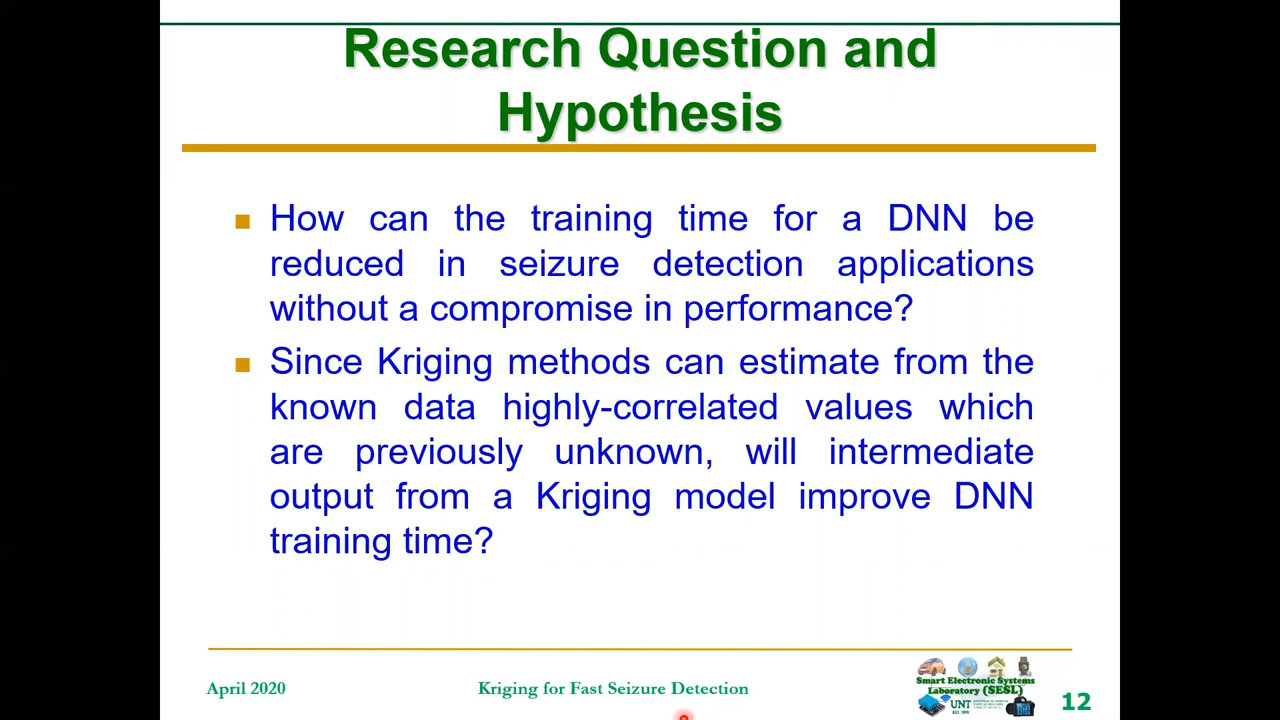 Research Question and
Hypothesis
How can the training time for a DNN be
reduced in seizure detection applications
without a compromise in performance?
Since Kriging methods can estimate from the
known data highly-correlated values which
are previously unknown, will intermediate
output from a Kriging model improve DNN
training time?
April 2020
Kriging for Fast Seizure Detection
Smart Electronic Systems
Laboratory (SESL)
UNT
12